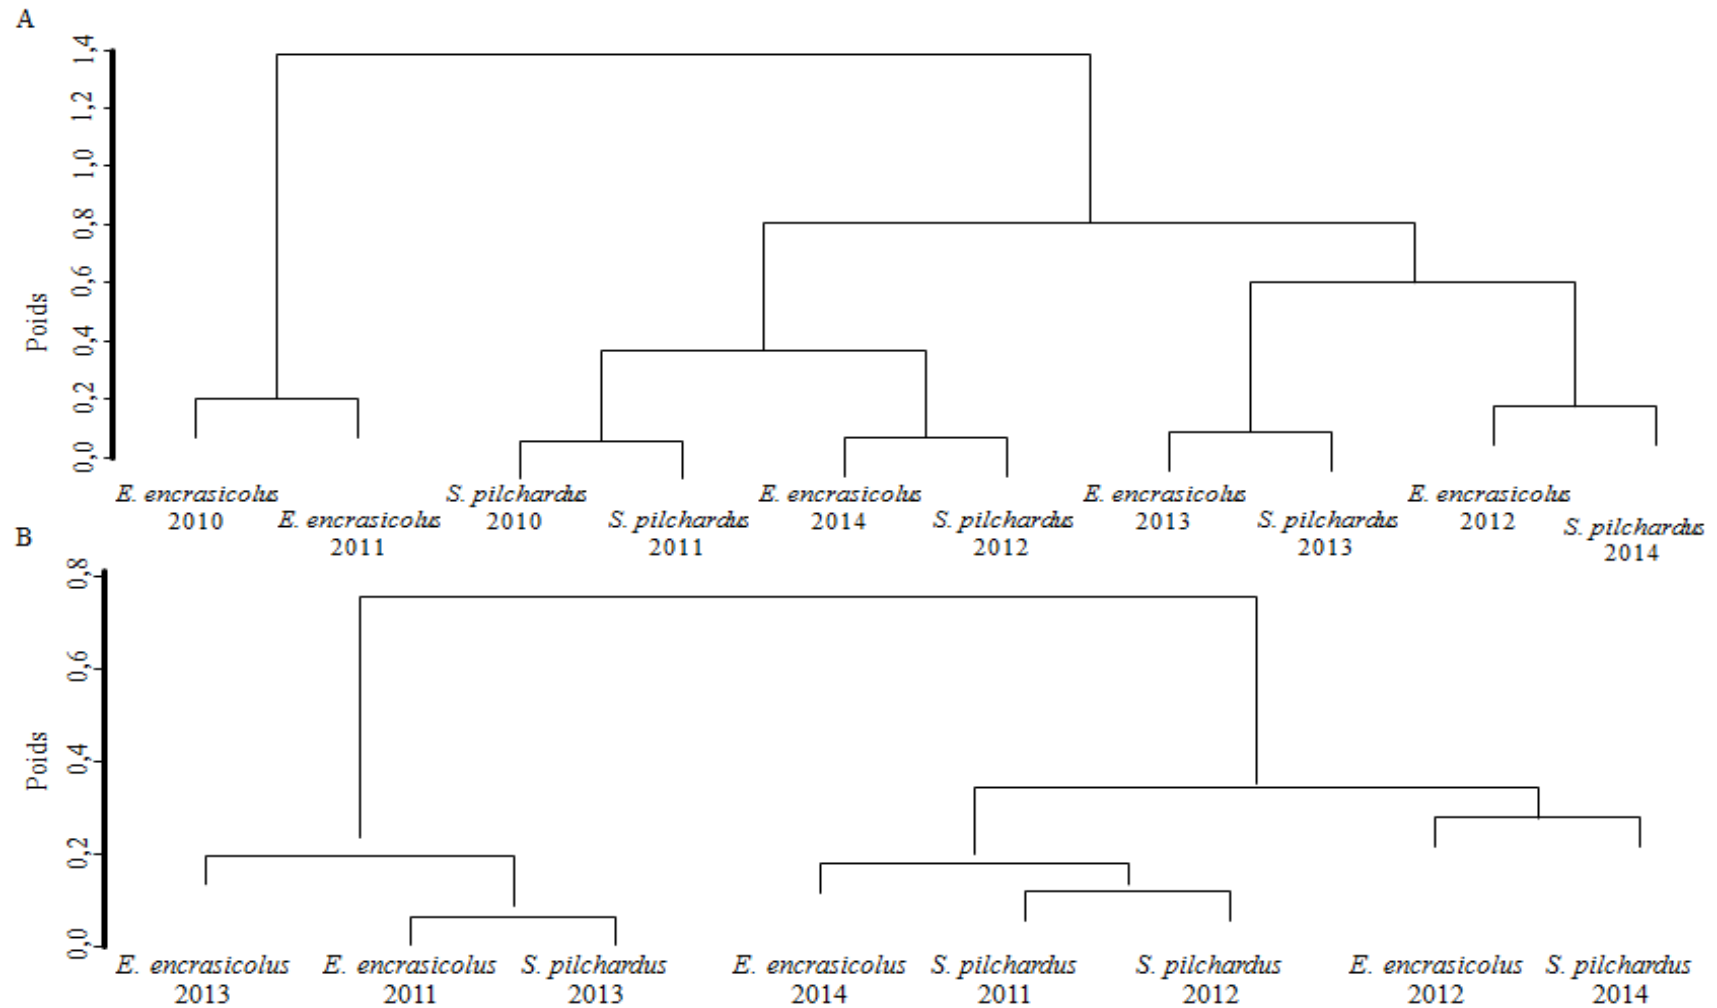 A
1,4
1,2
1,0
0,8
0,6
0,4
0,2
0,0
Poids
E. encrasicolus
2010
E. encrasicolus
2011
S. pilchardus
2010
S. pilchardus
2011
E. encrasicolus
2014
S. pilchardus
2012
E. encrasicolus
2013
S. pilchardus
2013
E. encrasicolus
2012
S. pilchardus
2014
B
0,8
0,6
0,4
0,2
0,0
Poids
E. encrasicolus
2013
E. encrasicolus
2011
S. pilchardus
2013
E. encrasicolus
2014
S. pilchardus
2011
S. pilchardus
2012
E. encrasicolus
2012
S. pilchardus
2014